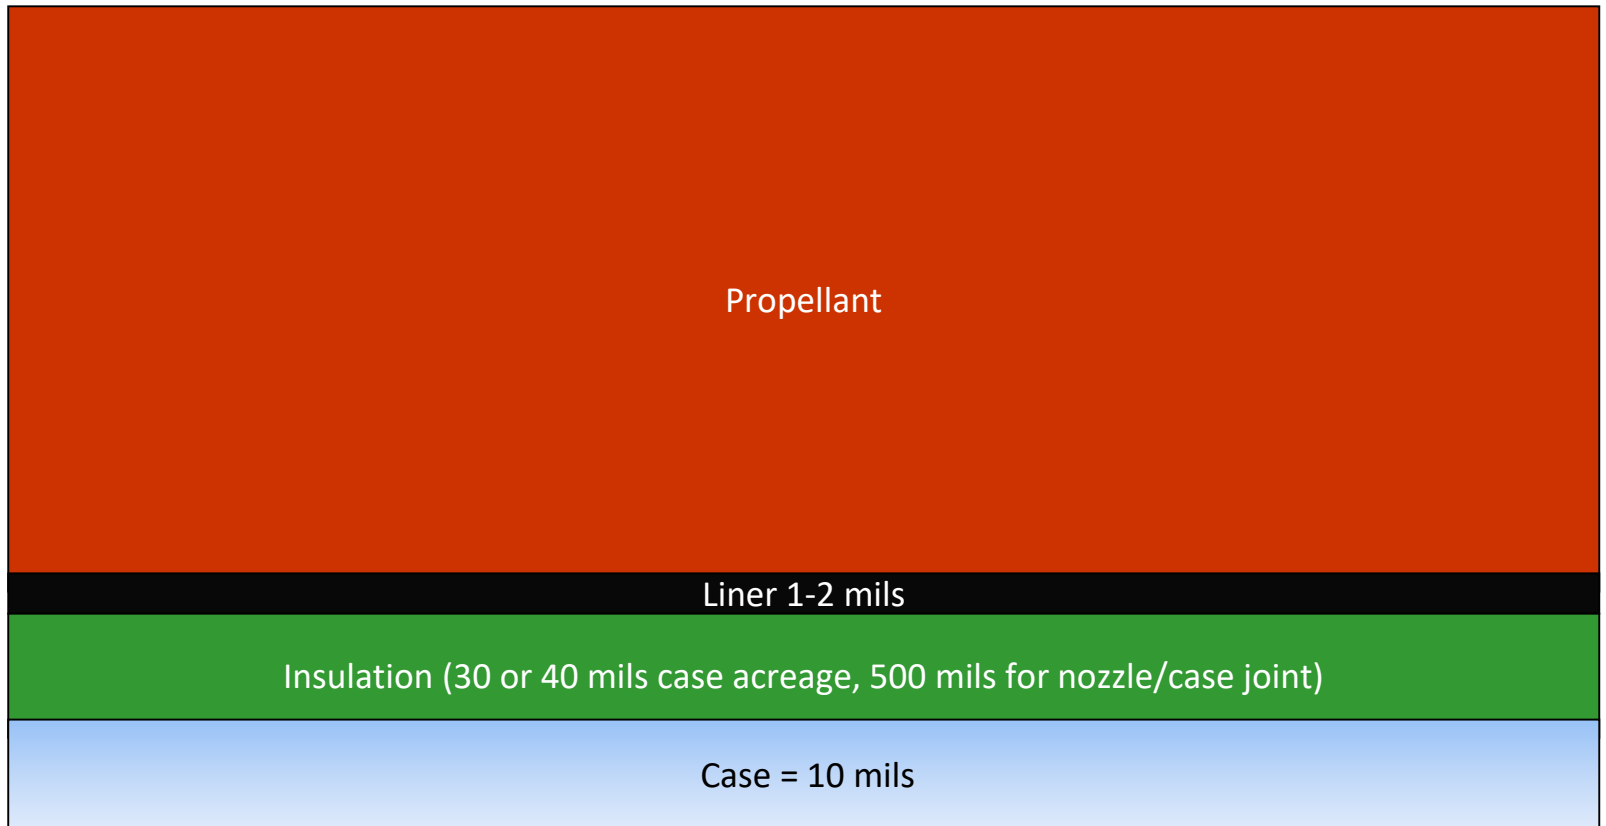 Propellant
Liner 1-2 mils
Insulation (30 or 40 mils case acreage, 500 mils for nozzle/case joint)
Case = 10 mils